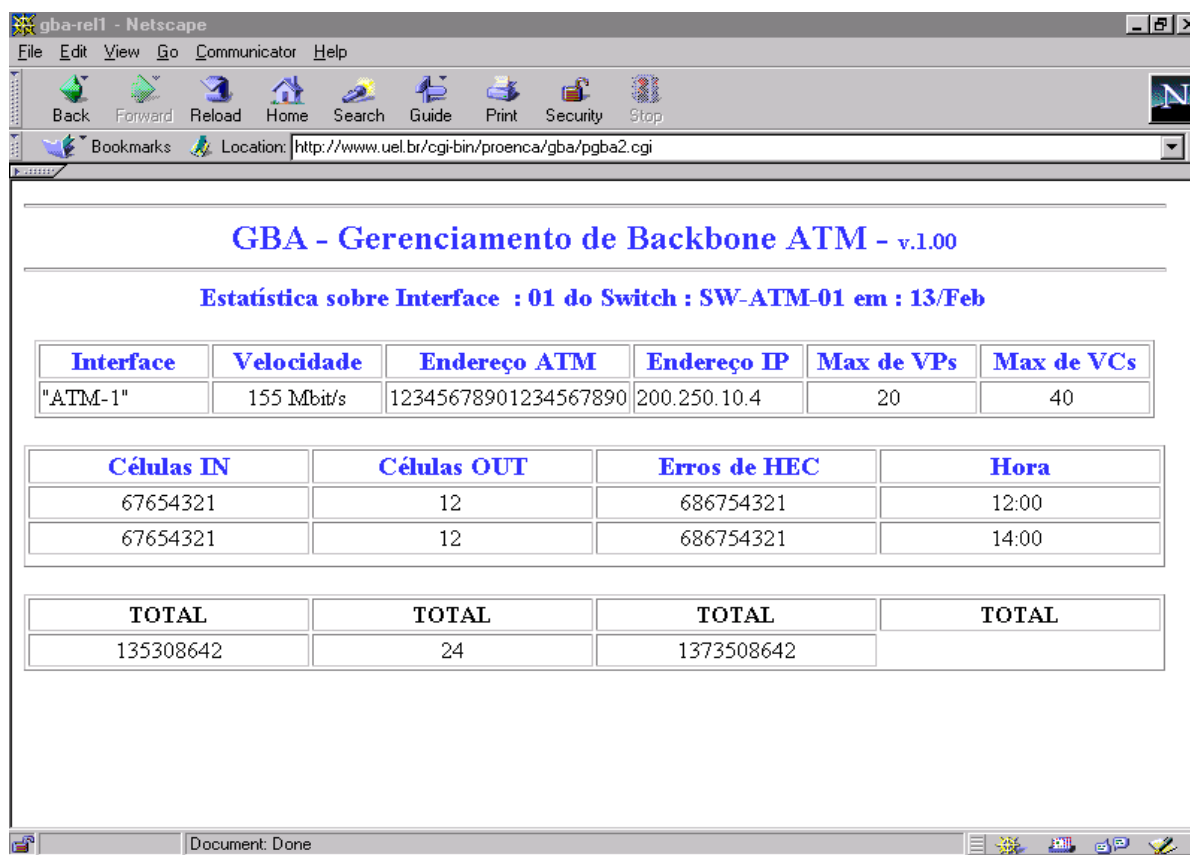 gba-rel1 - Netscape
File Edit View Go Communicator Help
Back Forward Reload Home Search Guide Print Security Stop
N
Bookmarks Location: http://www.uel.br/cgi-bin/proenca/gba/pgba2.cgi
GBA - Gerenciamento de Backbone ATM - v.1.00
Estatística sobre Interface : 01 do Switch : SW-ATM-01 em : 13/Feb
Interface Velocidade Endereço ATM Endereço IP Max de VPs Max de VCs
"ATM-1" 155 Mbit/s 12345678901234567890 200.250.10.4 20 40
Células IN Células OUT Erros de HEC Hora
67654321 12 686754321 12:00
67654321 12 686754321 14:00
TOTAL TOTAL TOTAL TOTAL
135308642 24 1373508642
Document: Done